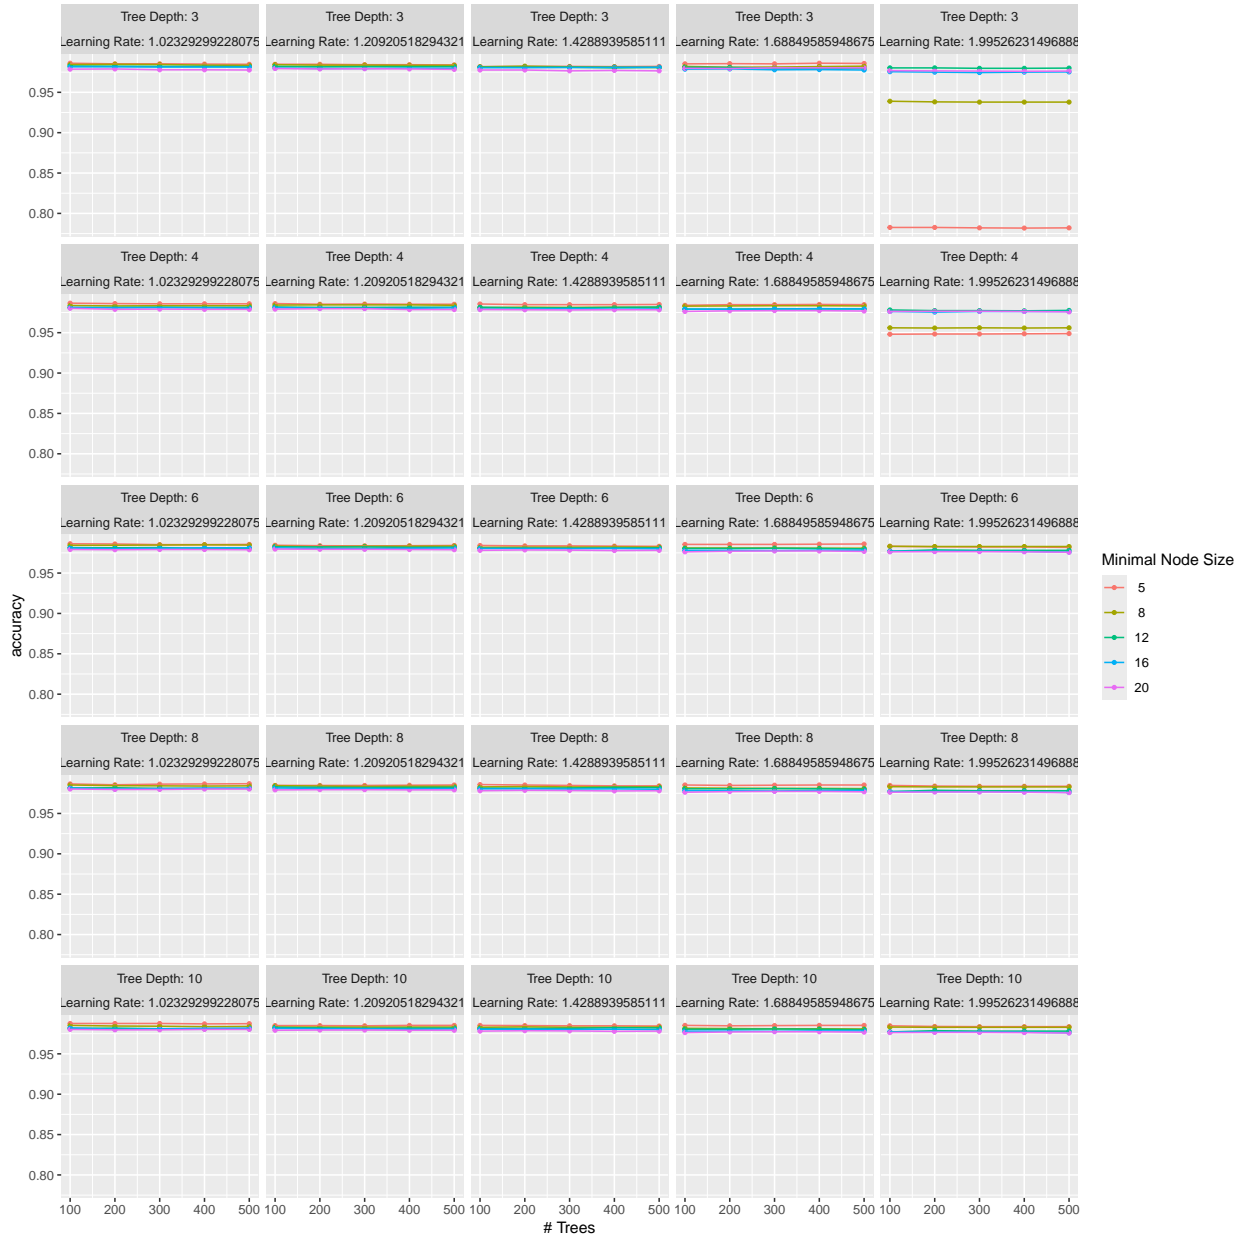 Tree Depth: 3 Tree Depth: 3 Tree Depth: 3 Tree Depth: 3 Tree Depth: 3
Learning Rate: 1.02329299228075 Learning Rate: 1.20920518294321 Learning Rate: 1.4288939585111 Learning Rate: 1.68849585948675 Learning Rate: 1.99526231496888
0.95
0.90
0.85
0.80
Tree Depth: 4 Tree Depth: 4 Tree Depth: 4 Tree Depth: 4 Tree Depth: 4
Learning Rate: 1.02329299228075 Learning Rate: 1.20920518294321 Learning Rate: 1.4288939585111 Learning Rate: 1.68849585948675 Learning Rate: 1.99526231496888
0.95
0.90
0.85
0.80
Tree Depth: 6 Tree Depth: 6 Tree Depth: 6 Tree Depth: 6 Tree Depth: 6
Learning Rate: 1.02329299228075 Learning Rate: 1.20920518294321 Learning Rate: 1.4288939585111 Learning Rate: 1.68849585948675 Learning Rate: 1.99526231496888
0.95
0.90
0.85
0.80
Tree Depth: 8 Tree Depth: 8 Tree Depth: 8 Tree Depth: 8 Tree Depth: 8
Learning Rate: 1.02329299228075 Learning Rate: 1.20920518294321 Learning Rate: 1.4288939585111 Learning Rate: 1.68849585948675 Learning Rate: 1.99526231496888
0.95
0.90
0.85
0.80
Tree Depth: 10 Tree Depth: 10 Tree Depth: 10 Tree Depth: 10 Tree Depth: 10
Learning Rate: 1.02329299228075 Learning Rate: 1.20920518294321 Learning Rate: 1.4288939585111 Learning Rate: 1.68849585948675 Learning Rate: 1.99526231496888
0.95
0.90
0.85
0.80
100 200 300 400 500 100 200 300 400 500 100 200 300 400 500 100 200 300 400 500 100 200 300 400 500
# Trees
accuracy
Minimal Node Size
5
8
12
16
20